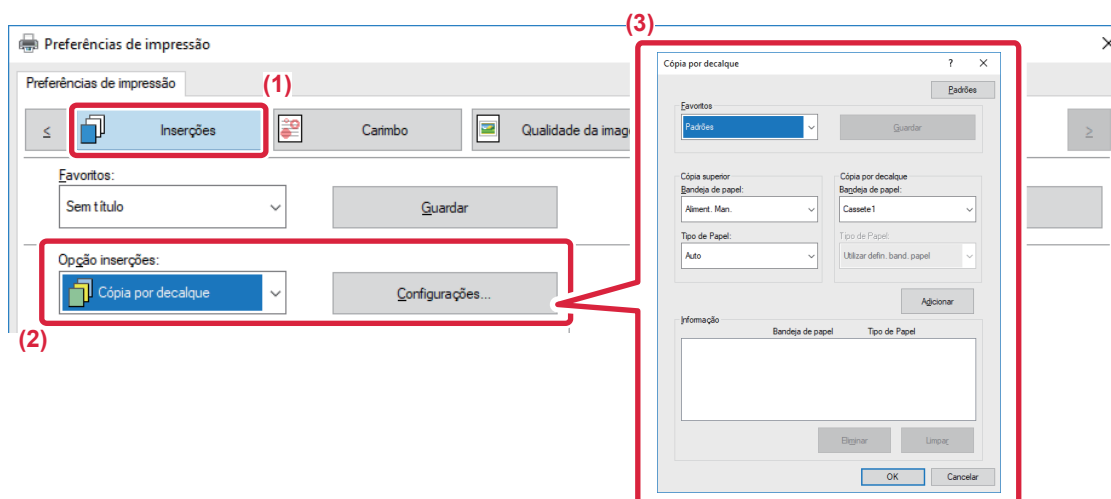 (3)
Preferências de impressão
Preferências de impressão
(1)
<
Inserções
Carimbo
Qualidade da imag
>
Favoritos:
Sem título
Guardar
Opção inserções:
Cópia por decalque
Configurações...
(2)
Cópia por decalque
?
Padrões
Favoritos
Padrões
Guardar
Cópia superior
Bandeja de papel:
Aliment. Man.
Tipo de Papel:
Auto
Cópia por decalque
Bandeja de papel:
Cassete1
Tipo de Papel:
Utilizar defin. band. papel
Adicionar
Informação
Bandeja de papel Tipo de Papel
Eliminar
Limpar
OK
Cancelar